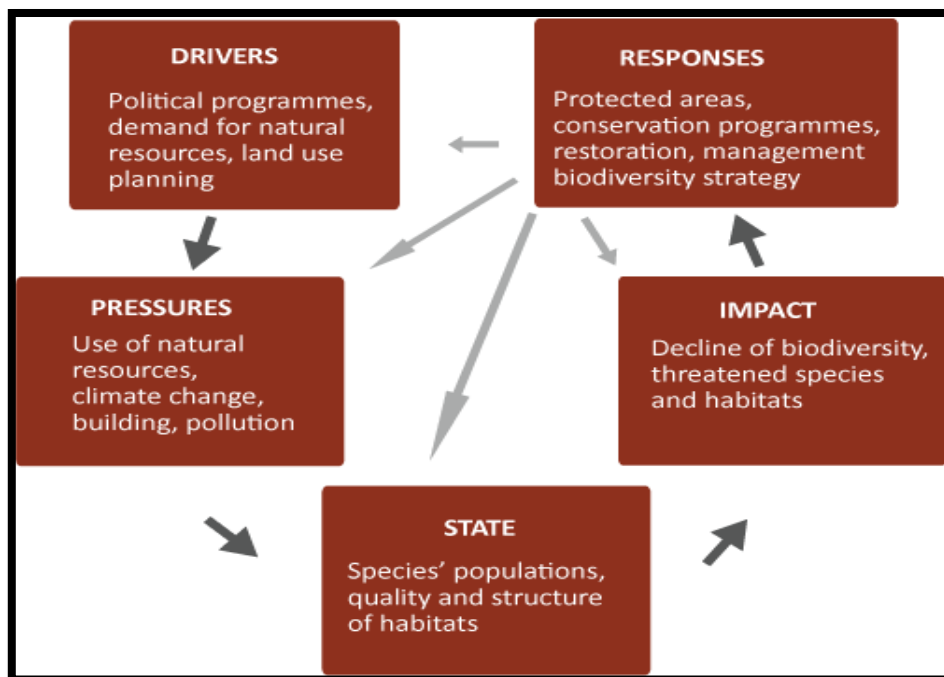 DRIVERS
Political programmes,
demand for natural
resources, land use
planning
RESPONSES
Protected areas,
conservation programmes,
restoration, management
biodiversity strategy
PRESSURES
Use of natural
resources,
climate change,
building, pollution
IMPACT
Decline of biodiversity,
threatened species
and habitats
STATE
Species’ populations,
quality and structure
of habitats